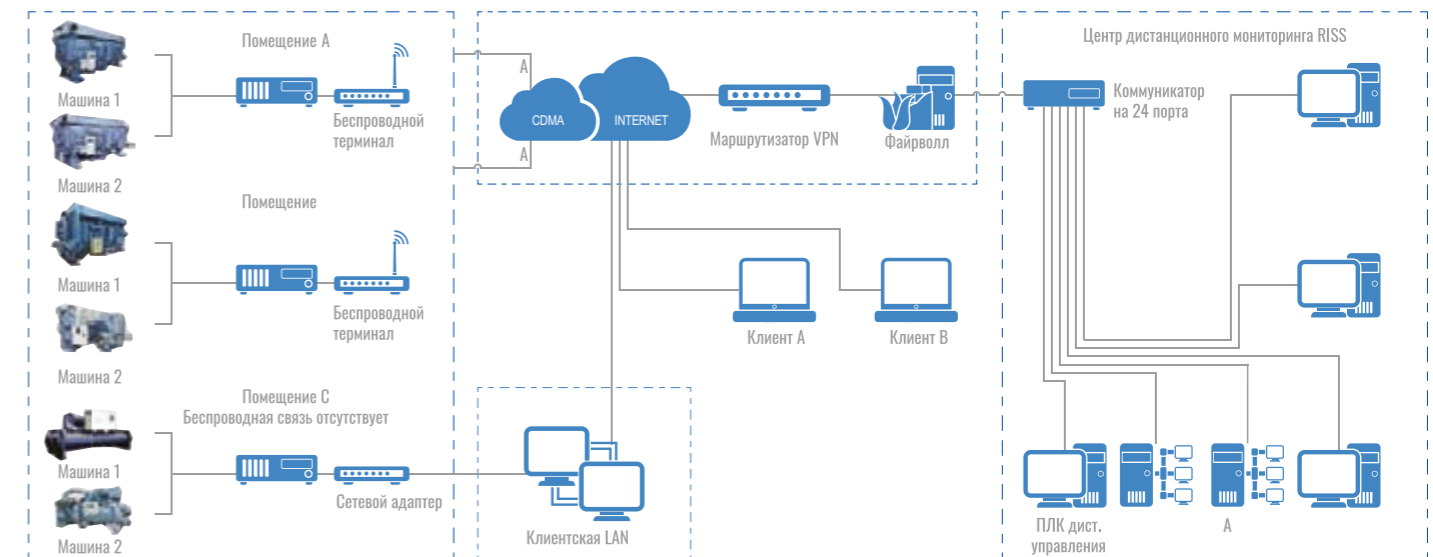 Помещение A
Машина 1
Беспроводной
терминал
Машина 2
Помещение
Машина 1
Беспроводной
терминал
Машина 2
Помещение C
Беспроводная связь отсутствует
Машина 1
Сетевой адаптер
Машина 2
A
CDMA
INTERNET
A
Маршрутизатор VPN
Файрволл
Клиент A
Клиент B
Клиентская LAN
Центр дистанционного мониторинга RISS
Коммуникатор
на 24 порта
ПЛК дист.
управления
A